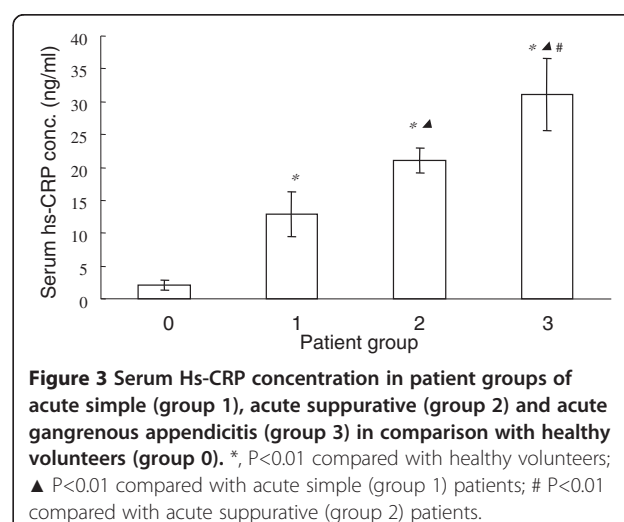 40
35
30
25
20
15
10
5
0
Serum hs-CRP conc. (ng/ml)
*
* ▲
* ▲ #
0 1 2 3
Patient group
Figure 3 Serum Hs-CRP concentration in patient groups of
acute simple (group 1), acute suppurative (group 2) and acute
gangrenous appendicitis (group 3) in comparison with healthy
volunteers (group 0). *, P<0.01 compared with healthy volunteers;
▲ P<0.01 compared with acute simple (group 1) patients; # P<0.01
compared with acute suppurative (group 2) patients.